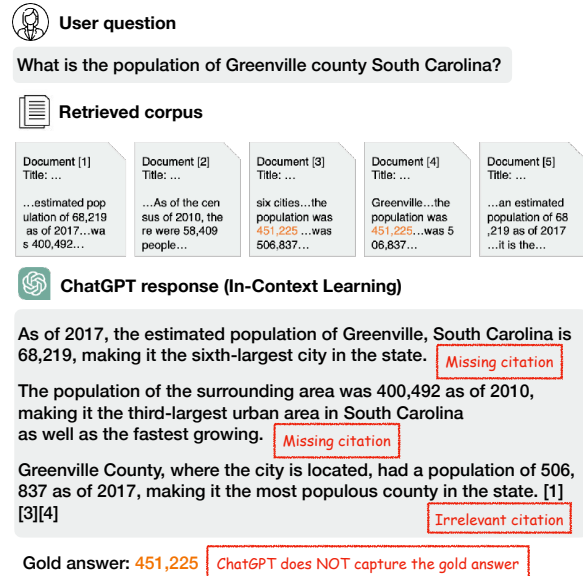 User question
What is the population of Greenville county South Carolina?
Retrieved corpus
Document [1]
Title: ...
...estimated pop
ulation of 68,219
as of 2017...wa
s 400,492...
Document [2]
Title: ...
...As of the cen
sus of 2010, the
re were 58,409
people...
Document [3]
Title: ...
six cities...the
population was
451,225 ...was
506,837...
Document [4]
Title: ...
Greenville...the
population was
451,225...was 5
06,837...
Document [5]
Title: ...
...an estimated
population of 68
,219 as of 2017
...it is the...
ChatGPT response (In-Context Learning)
As of 2017, the estimated population of Greenville, South Carolina is
68,219, making it the sixth-largest city in the state. Missing citation
The population of the surrounding area was 400,492 as of 2010,
making it the third-largest urban area in South Carolina
as well as the fastest growing. Missing citation
Greenville County, where the city is located, had a population of 506,
837 as of 2017, making it the most populous county in the state. [1]
[3][4] Irrelevant citation
Gold answer: 451,225 ChatGPT does NOT capture the gold answer